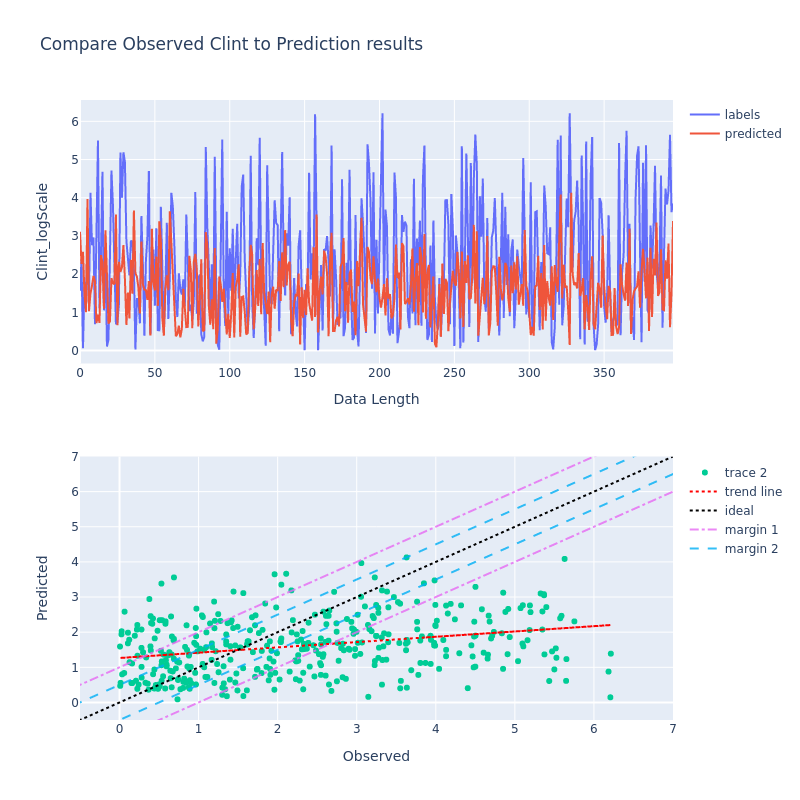 Compare Observed Clint to Prediction results
labels
predicted
Clint_logScale
6
5
4
3
2
1
0
0 50 100 150 200 250 300 350
Data Length
trace 2
trend line
ideal
margin 1
margin 2
Predicted
7
6
5
4
3
2
1
0
0 1 2 3 4 5 6 7
Observed